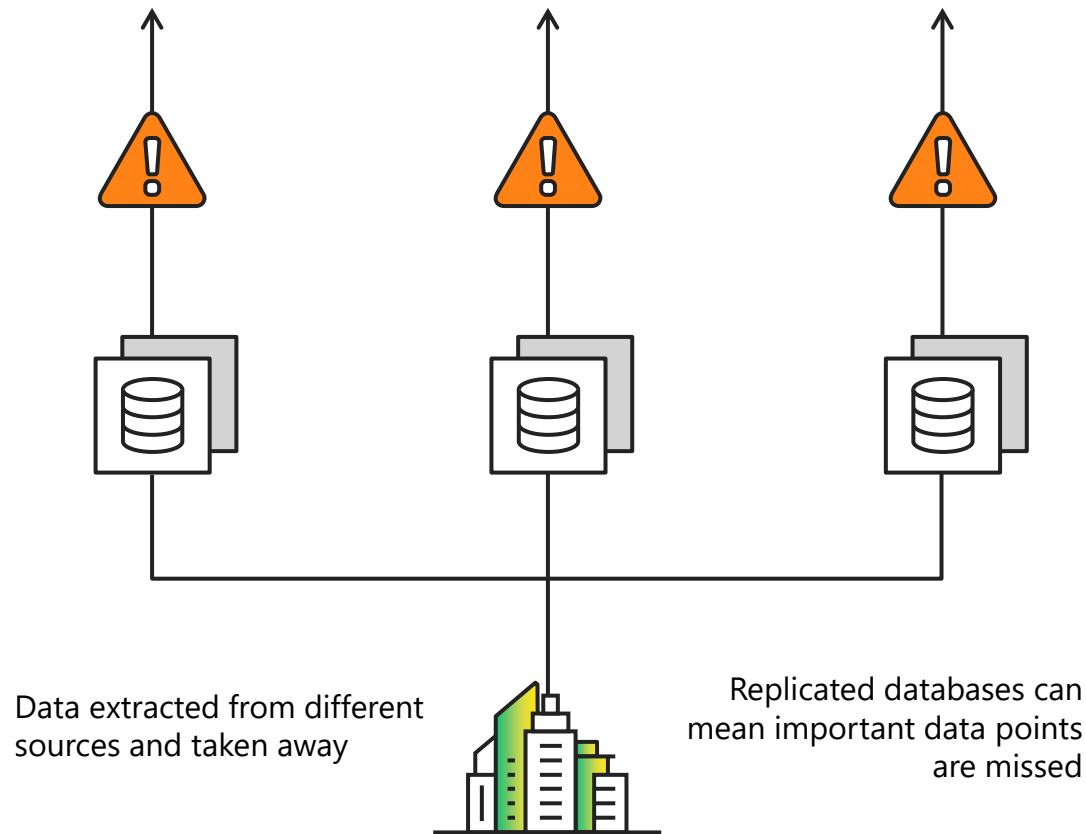 Data extracted from different
sources and taken away
Replicated databases can
mean important data points
are missed